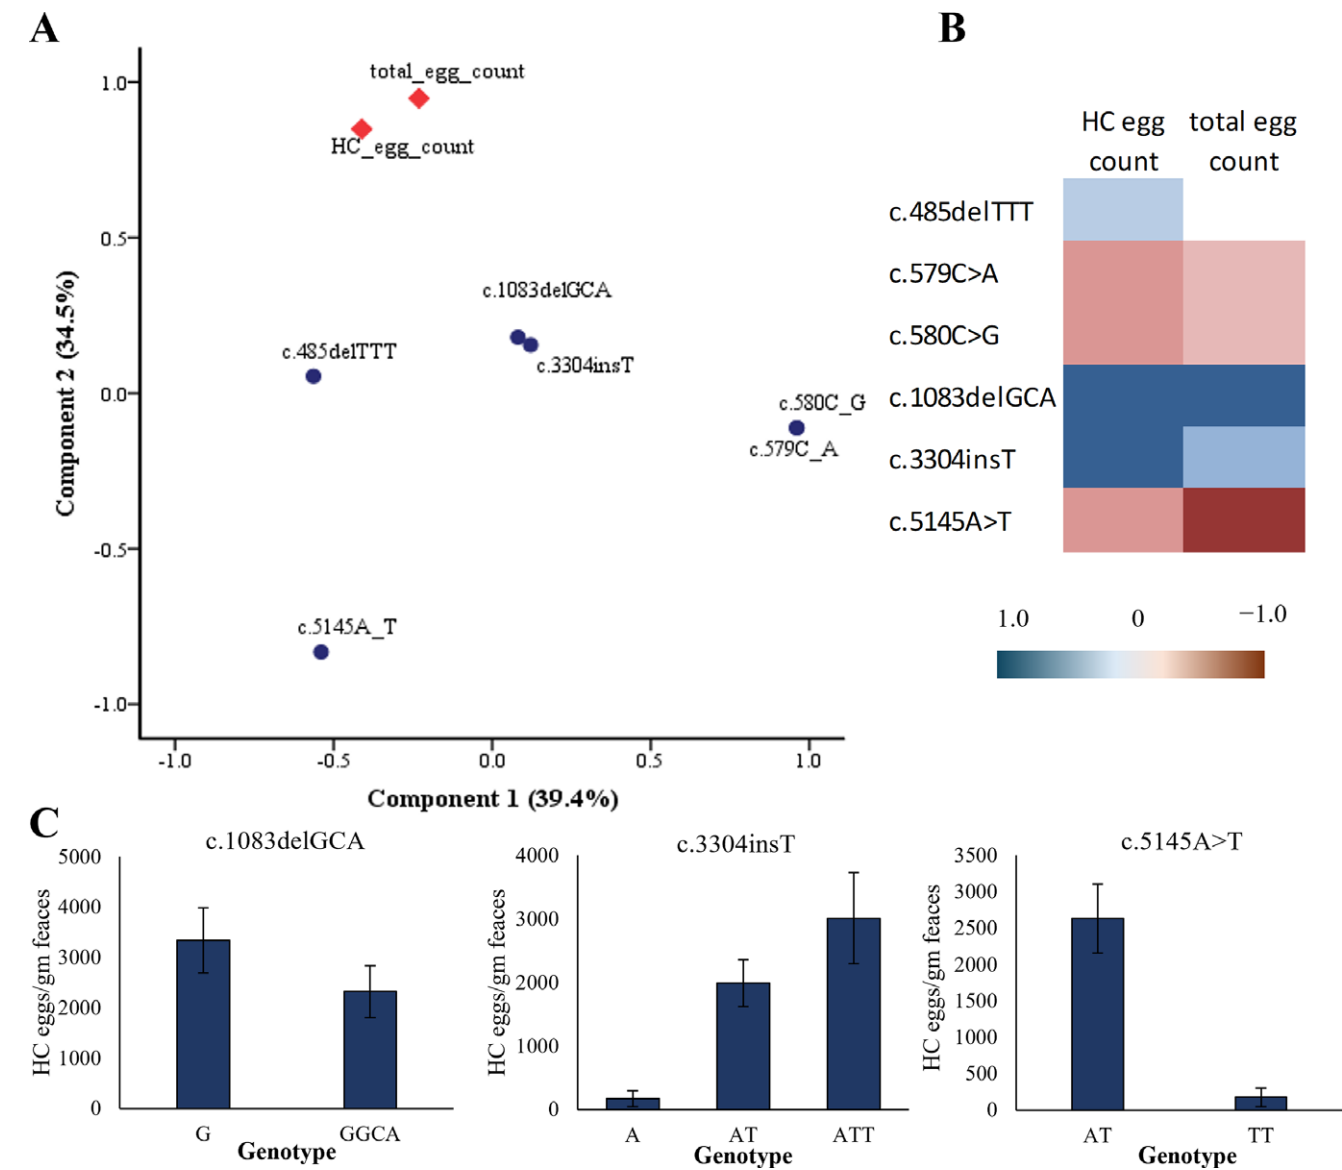 A
B
1.0
0.5
0.0
-0.5
-1.0
Component 2 (34.5%)
total_egg_count
HC_egg_count
c.1083delGCA
c.485delTTT
c.3304insT
c.580C_G
c.579C_A
c.5145A_T
-1.0 -0.5 0.0 0.5 1.0
Component 1 (39.4%)
HC egg total egg
count count
c.485delTTT
c.579C>A
c.580C>G
c.1083delGCA
c.3304insT
c.5145A>T
1.0 0 −1.0
C
c.1083delGCA
HC eggs/gm feaces
5000
4000
3000
2000
1000
0
G GGCA
Genotype
c.3304insT
HC eggs/gm feaces
4000
3000
2000
1000
0
A AT ATT
Genotype
c.5145A>T
HC eggs/gm feaces
3500
3000
2500
2000
1500
1000
500
0
AT TT
Genotype